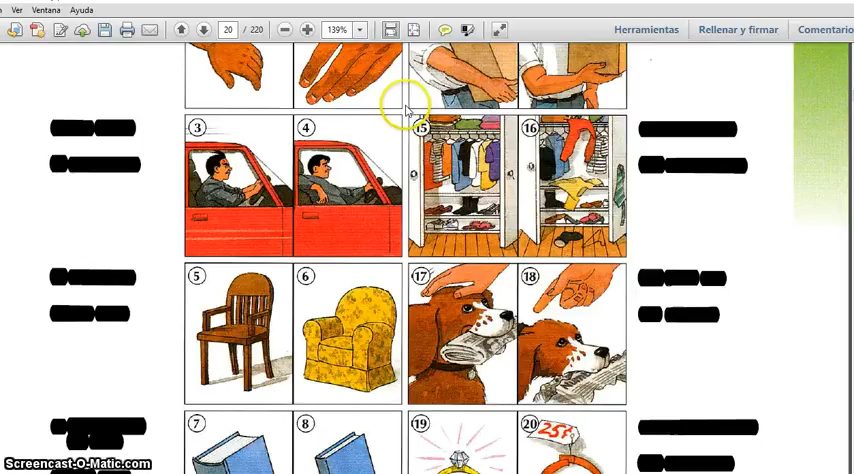 Ver Ventana Ayuda
20 / 220
139%
Herramientas
Rellenar y firmar
Comentario
3
4
15
16
5
6
17
18
7
8
19
20
25¢
Screencast-O-Matic.com